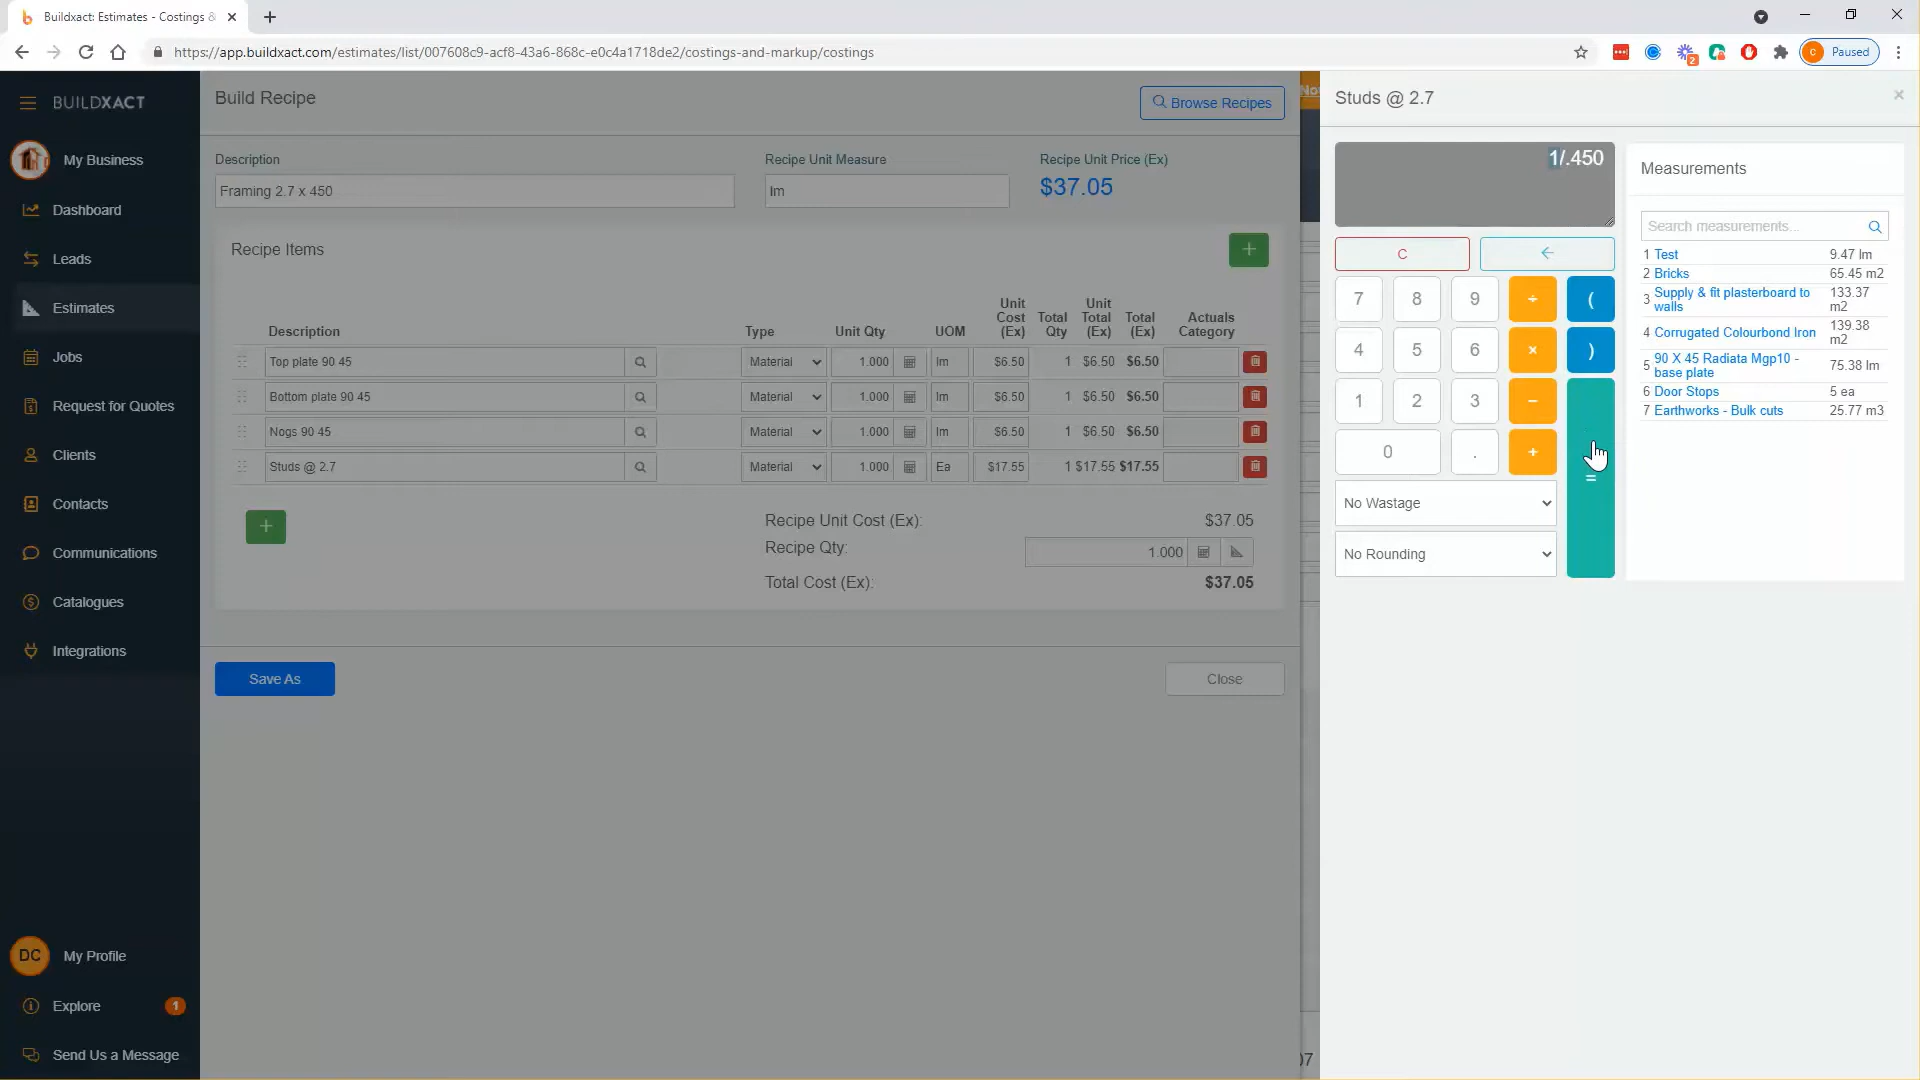 Buildxact: Estimates - Costings &
https://app.buildxact.com/estimates/list/007608c9-acf8-43a6-868c-e0c4a1718de2/costings-and-markup/costings
2
C
Paused
BUILDXACT
My Business
Dashboard
Leads
Estimates
Jobs
Request for Quotes
Clients
Contacts
Communications
Catalogues
Integrations
DC
My Profile
Explore
1
Send Us a Message
Build Recipe
Browse Recipes
Description
Recipe Unit Measure
Recipe Unit Price (Ex)
Framing 2.7 x 450
lm
$37.05
Recipe Items
+
Description
Type
Unit Qty
UOM
Unit Cost (Ex)
Total Qty
Unit Total (Ex)
Total (Ex)
Actuals Category
Top plate 90 45 Material 1.000 lm $6.50 1 $6.50 $6.50
Bottom plate 90 45 Material 1.000 lm $6.50 1 $6.50 $6.50
Nogs 90 45 Material 1.000 lm $6.50 1 $6.50 $6.50
Studs @ 2.7 Material 1.000 Ea $17.55 1 $17.55 $17.55
+
Recipe Unit Cost (Ex): $37.05
Recipe Qty: 1.000
Total Cost (Ex): $37.05
Save As
Close
Studs @ 2.7
×
1/.450
C ←
7 8 9 ÷ (
4 5 6 × )
1 2 3 −
0 . + =
No Wastage
No Rounding
Measurements
Search measurements...
1 Test 9.47 lm
2 Bricks 65.45 m2
3 Supply & fit plasterboard to 133.37
walls m2
4 Corrugated Colourbond Iron 139.38
m2
5 90 X 45 Radiata Mgp10 - 75.38 lm
base plate
6 Door Stops 5 ea
7 Earthworks - Bulk cuts 25.77 m3